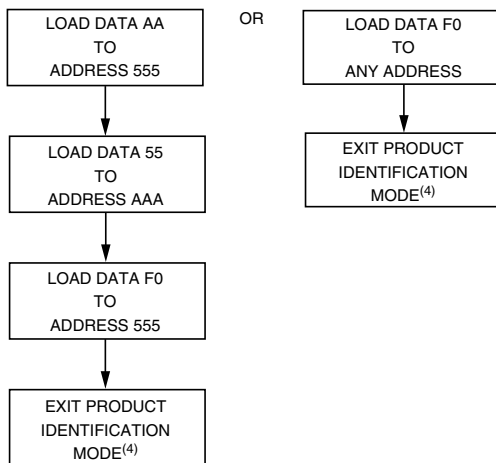 LOAD DATA AA
TO
ADDRESS 555
LOAD DATA 55
TO
ADDRESS AAA
LOAD DATA F0
TO
ADDRESS 555
EXIT PRODUCT
IDENTIFICATION
MODE(4)
OR
LOAD DATA F0
TO
ANY ADDRESS
EXIT PRODUCT
IDENTIFICATION
MODE(4)